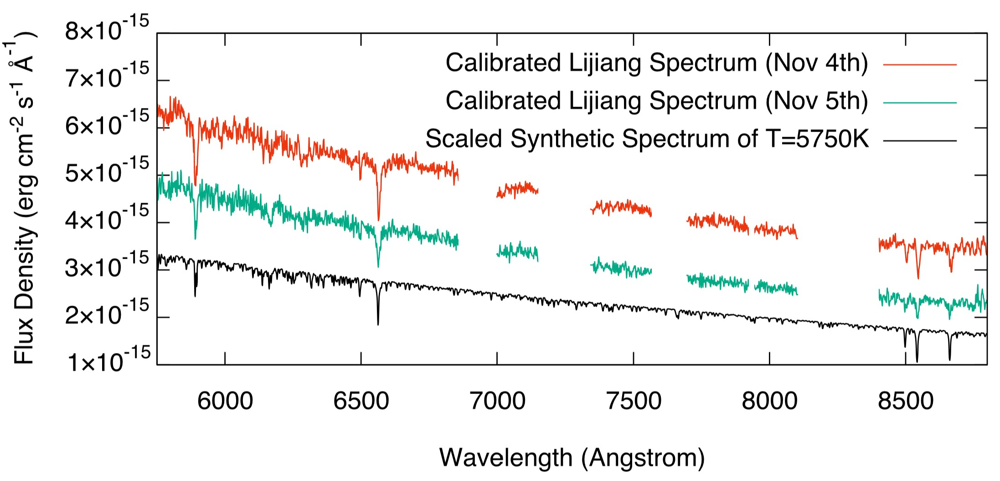 Flux Density (erg cm⁻² s⁻¹ Å⁻¹)
8×10⁻¹⁵
7×10⁻¹⁵
6×10⁻¹⁵
5×10⁻¹⁵
4×10⁻¹⁵
3×10⁻¹⁵
2×10⁻¹⁵
1×10⁻¹⁵
Calibrated Lijiang Spectrum (Nov 4th)
Calibrated Lijiang Spectrum (Nov 5th)
Scaled Synthetic Spectrum of T=5750K
6000 6500 7000 7500 8000 8500
Wavelength (Angstrom)